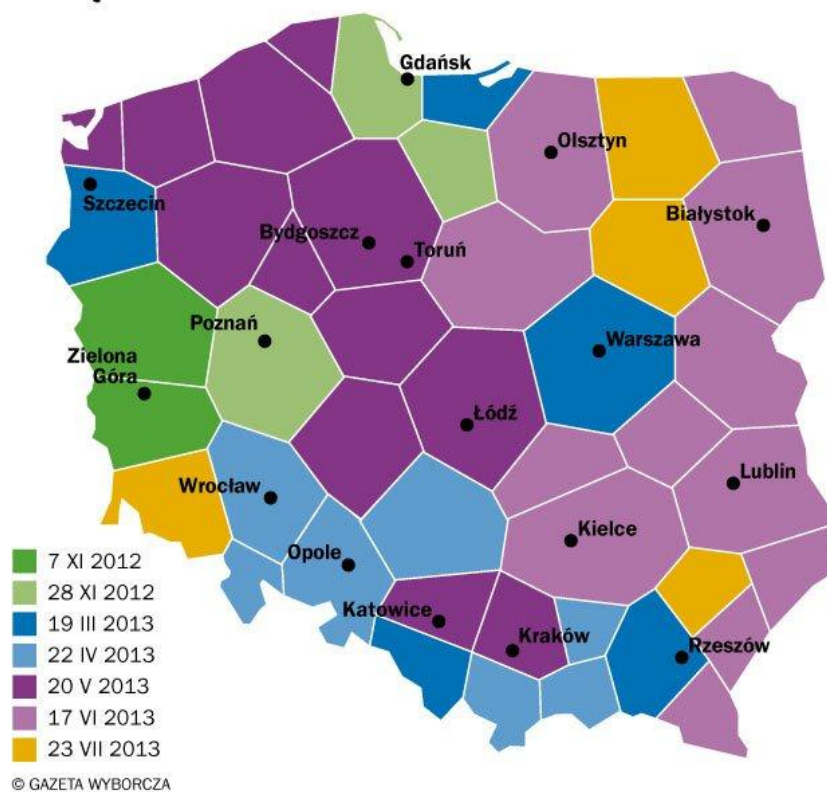 Gdańsk
Olsztyn
Szczecin
Białystok
Bydgoszcz
Toruń
Poznań
Warszawa
Zielona
Góra
Łódź
Wrocław
Lublin
Opole
Kielce
Katowice
Kraków
Rzeszów
7 XI 2012
28 XI 2012
19 III 2013
22 IV 2013
20 V 2013
17 VI 2013
23 VII 2013
© GAZETA WYBORCZA